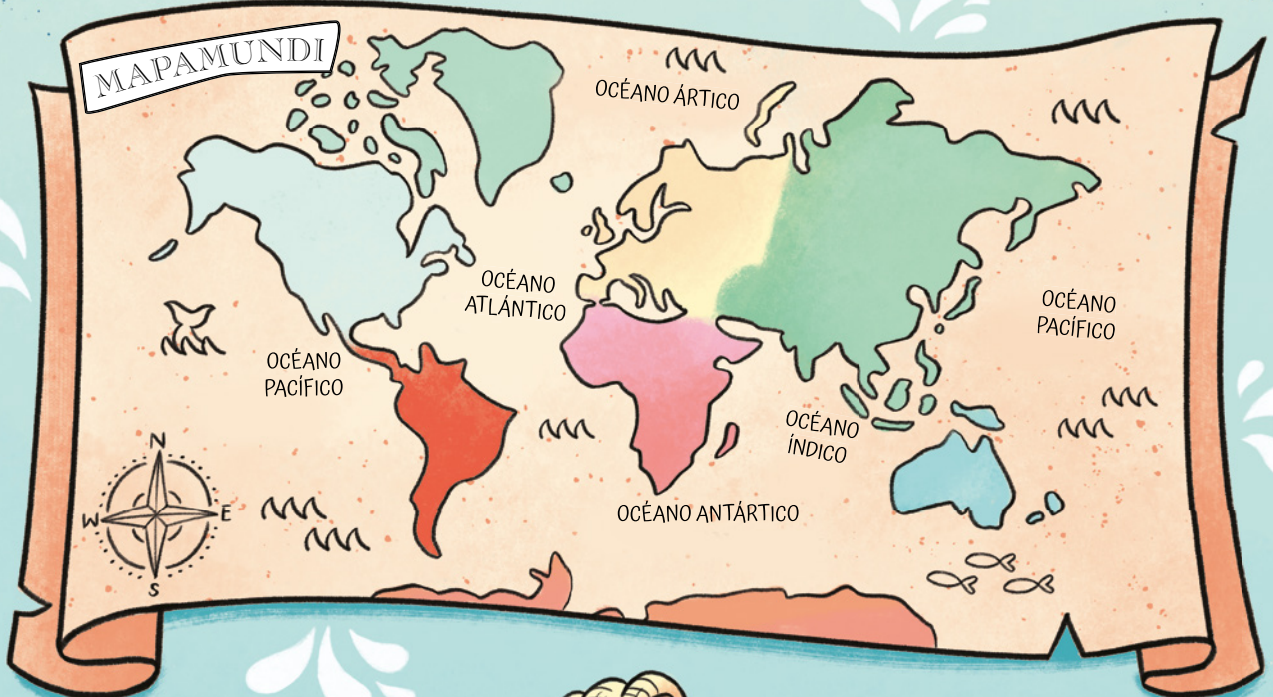 MAPAMUNDI
OCÉANO ÁRTICO
OCÉANO
ATLÁNTICO
OCÉANO
PACÍFICO
OCÉANO
PACÍFICO
OCÉANO
ÍNDICO
N
W
E
S
OCÉANO ANTÁRTICO